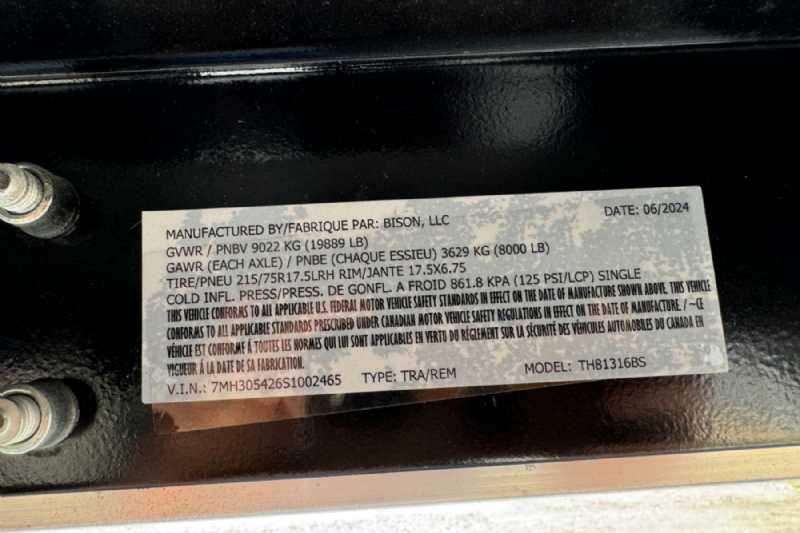 MANUFACTURED BY/FABRIQUE PAR: BISON, LLC DATE: 06/2024
GVWR / PNBV 9022 KG (19889 LB)
GAWR (EACH AXLE) / PNBE (CHAQUE ESSIEU) 3629 KG (8000 LB)
TIRE/PNEU 215/75R17.5LRH RIM/JANTE 17.5X6.75
COLD INFL. PRESS/PRESS. DE GONFL. A FROID 861.8 KPA (125 PSI/LCP) SINGLE
THIS VEHICLE CONFORMS TO ALL APPLICABLE U.S. FEDERAL MOTOR VEHICLE SAFETY STANDARDS IN EFFECT ON THE DATE OF MANUFACTURE SHOWN ABOVE. THIS VEHICLE
CONFORMS TO ALL APPLICABLE STANDARDS PRESCRIBED UNDER CANADIAN MOTOR VEHICLE SAFETY REGULATIONS IN EFFECT ON THE DATE OF MANUFACTURE. / ~CE
VÉHICLE EST CONFORME À TOUTES LES NORMES QUI LUI SONT APPLICABLES EN VERTU DU RÉGLEMENT SUR LA SÉCURITÉ DES VÉHICULES AUTOMOBILES DU CANADA EN
VIGUEUR À LA DATE DE SA FABRICATION.
V.I.N.: 7MH305426S1002465 TYPE: TRA/REM MODEL: TH81316BS